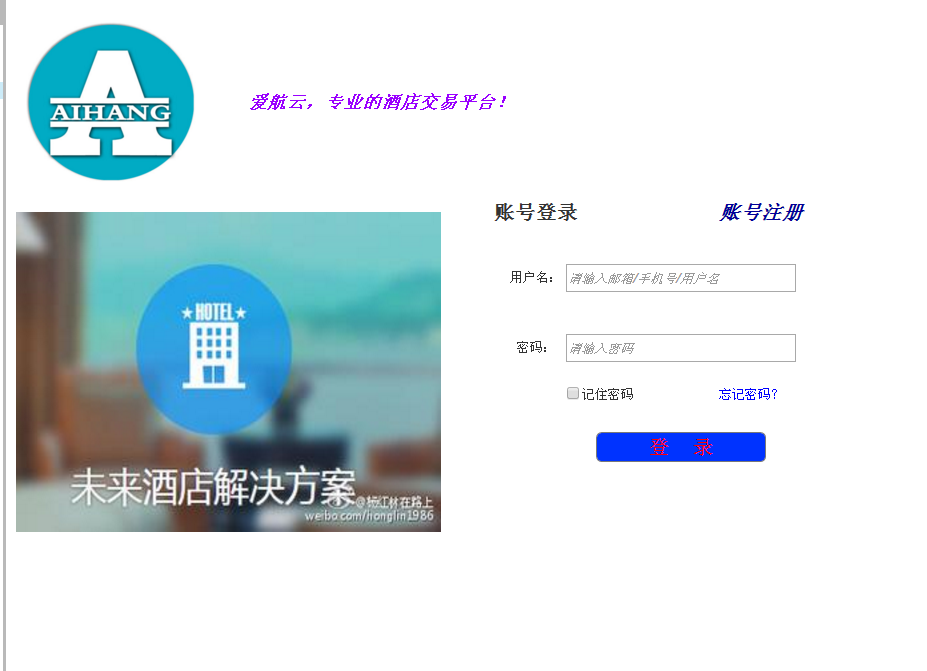 AIHANG
爱航云，专业的酒店交易平台！
账号登录
账号注册
用户名：
请输入邮箱/手机号/用户名
密码：
请输入密码
记住密码
忘记密码?
登 录
★HOTEL★
未来酒店解决方案
林在路上
weibo.com/honglin1986